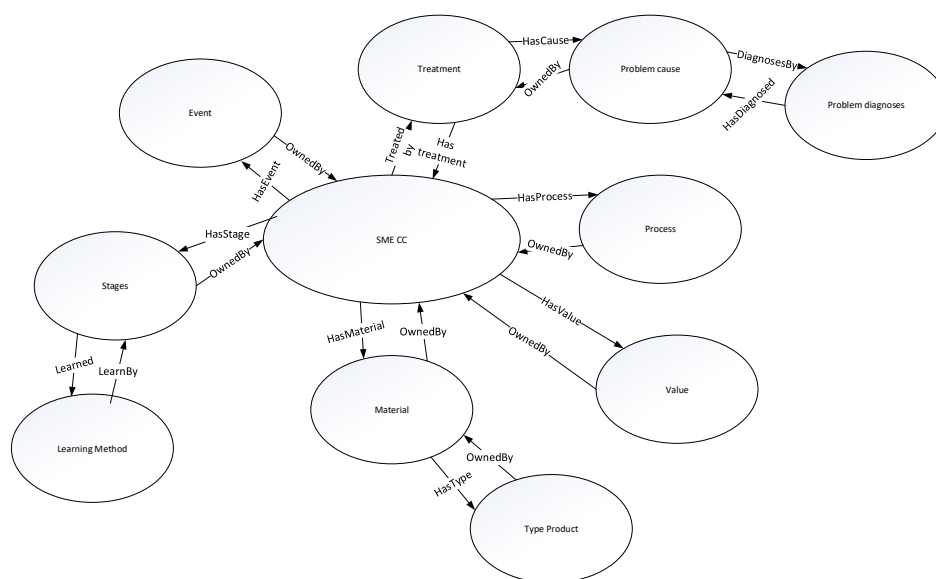 HasCause
Treatment
Problem cause
DiagnosesBy
OwnedBy
HasDiagnosed
Problem diagnoses
Event
OwnedBy
HasEvent
Treated
by
Has
treatment
HasProcess
SME CC
Process
OwnedBy
HasStage
OwnedBy
Stages
HasValue
HasMaterial
OwnedBy
OwnedBy
Learned
LearnBy
Value
Material
Learning Method
OwnedBy
HasType
Type Product